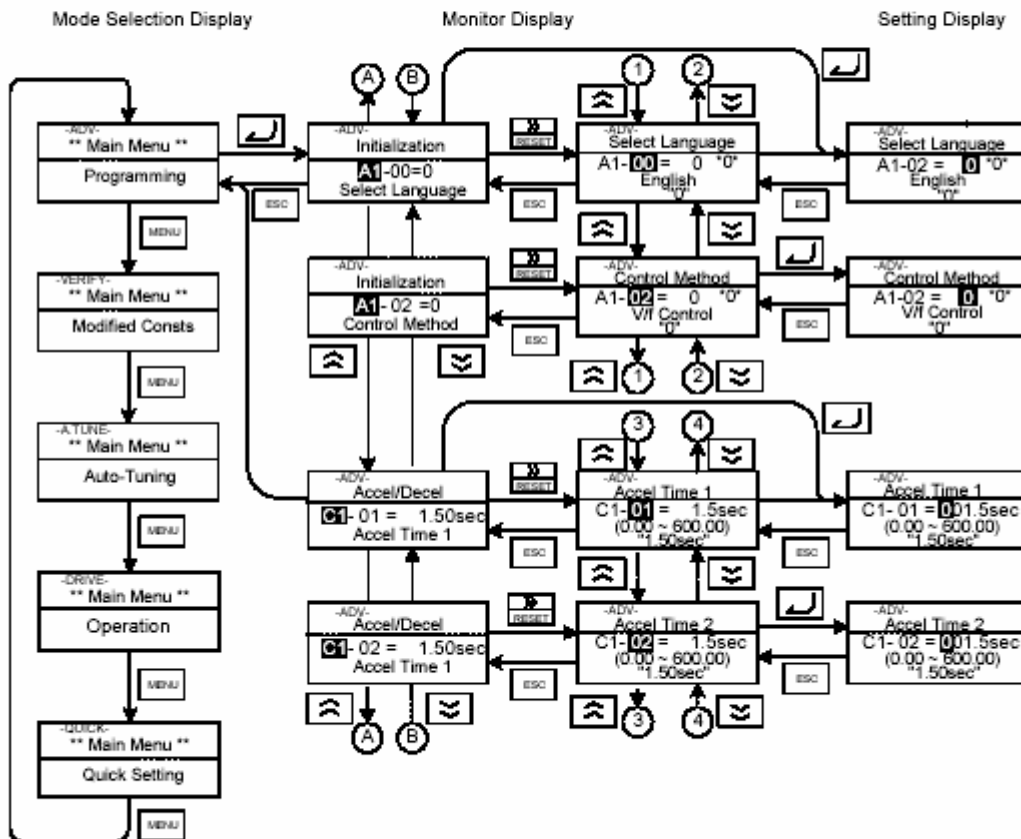 Mode Selection Display
Monitor Display
Setting Display
-ADV-
** Main Menu **
Programming
MENU
-VERIFY-
** Main Menu **
Modified Consts
MENU
-A.TUNE-
** Main Menu **
Auto-Tuning
MENU
-DRIVE-
** Main Menu **
Operation
MENU
-QUICK-
** Main Menu **
Quick Setting
MENU
ESC
A
B
-ADV-
Initialization
A1-00=0
Select Language
RESET
ESC
1
2
-ADV-
Select Language
A1-00= 0 *0*
English
"0"
ESC
-ADV-
Select Language
A1-02 = 0 *0*
English
"0"
-ADV-
Initialization
A1- 02 =0
Control Method
RESET
ESC
-ADV-
Control Method
A1-02= 0 *0*
V/f Control
"0"
ESC
-ADV-
Control Method
A1-02 = 0 *0*
V/f Control
"0"
1
2
3
4
-ADV-
Accel/Decel
C1- 01 = 1.50sec
Accel Time 1
RESET
ESC
-ADV-
Accel Time 1
C1-01 = 1.5sec
(0.00 ~ 600.00)
"1.50sec"
ESC
-ADV-
Accel Time 1
C1- 01 = 001.5sec
(0.00 ~ 600.00)
"1.50sec"
-ADV-
Accel/Decel
C1- 02 = 1.50sec
Accel Time 1
RESET
ESC
-ADV-
Accel Time 2
C1-02 = 1.5sec
(0.00 ~ 600.00)
"1.50sec"
ESC
-ADV-
Accel Time 2
C1- 02 = 001.5sec
(0.00 ~ 600.00)
"1.50sec"
A
B
3
4